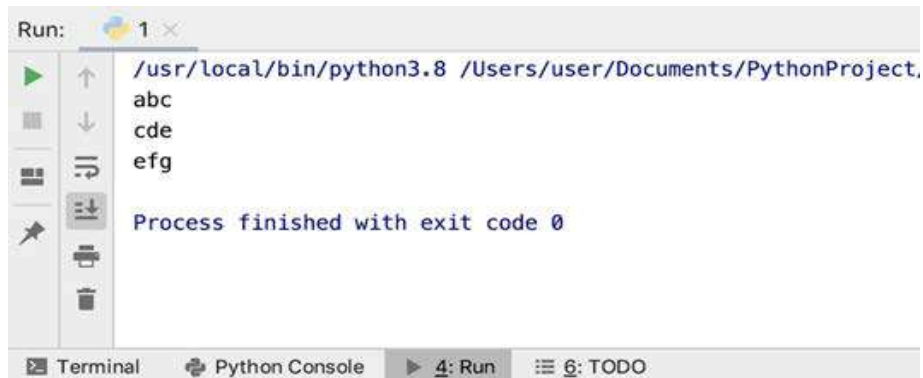 Run: 1
/usr/local/bin/python3.8 /Users/user/Documents/PythonProject/
abc
cde
efg
Process finished with exit code 0
Terminal Python Console 4: Run 6: TODO